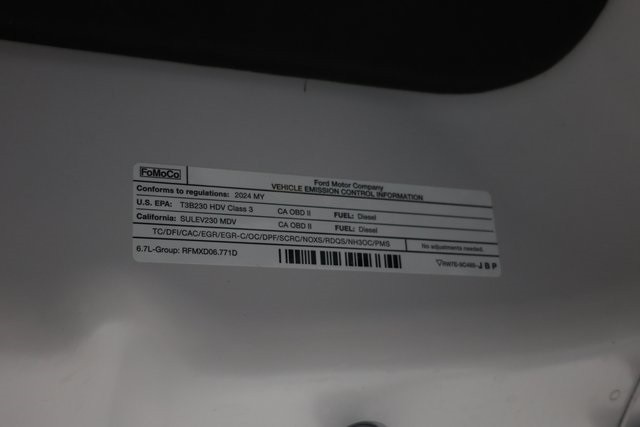 FoMoCo
Ford Motor Company
VEHICLE EMISSION CONTROL INFORMATION
Conforms to regulations: 2024 MY
U.S. EPA: T3B230 HDV Class 3 CA OBD II FUEL: Diesel
California: SULEV230 MDV CA OBD II FUEL: Diesel
TC/DFI/CAC/EGR/EGR-C/OC/DPF/SCRC/NOXS/RDQS/NH3OC/PMS No adjustments needed.
6.7L-Group: RFMXD06.771D JBP